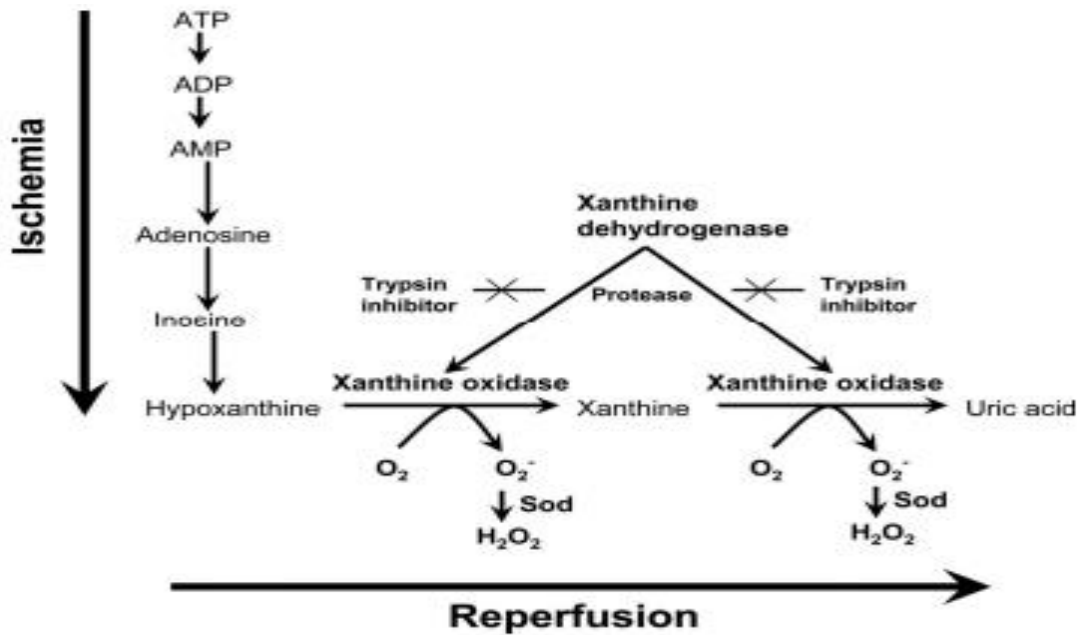 ATP
ADP
AMP
Adenosine
Inosine
Hypoxanthine
Ischemia
Xanthine
dehydrogenase
Trypsin
inhibitor
Protease
Trypsin
inhibitor
Xanthine oxidase
Xanthine
Xanthine oxidase
Uric acid
O₂
O₂⁻
Sod
H₂O₂
O₂
O₂⁻
Sod
H₂O₂
Reperfusion